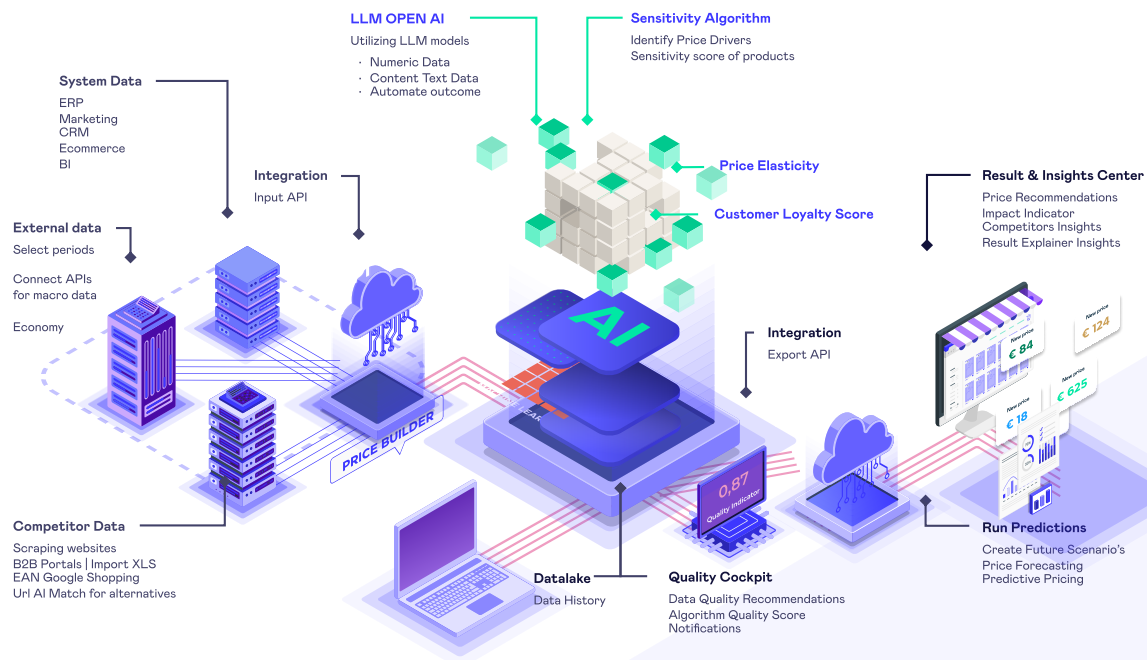 LLM OPEN AI
Utilizing LLM models
· Numeric Data
· Content Text Data
· Automate outcome
Sensitivity Algorithm
Identify Price Drivers
Sensitivity score of products
System Data
ERP
Marketing
CRM
Ecommerce
BI
Integration
Input API
External data
Select periods
Connect APIs
for macro data
Economy
Price Elasticity
Customer Loyalty Score
Result & Insights Center
Price Recommendations
Impact Indicator
Competitors Insights
Result Explainer Insights
AI
Integration
Export API
New price
€ 84
New price
€ 124
New price
€ 625
New price
€ 18
PRICE BUILDER
0,87
Quality Indicator
Competitor Data
Scraping websites
B2B Portals | Import XLS
EAN Google Shopping
Url AI Match for alternatives
Datalake
Data History
Quality Cockpit
Data Quality Recommendations
Algorithm Quality Score
Notifications
Run Predictions
Create Future Scenario's
Price Forecasting
Predictive Pricing